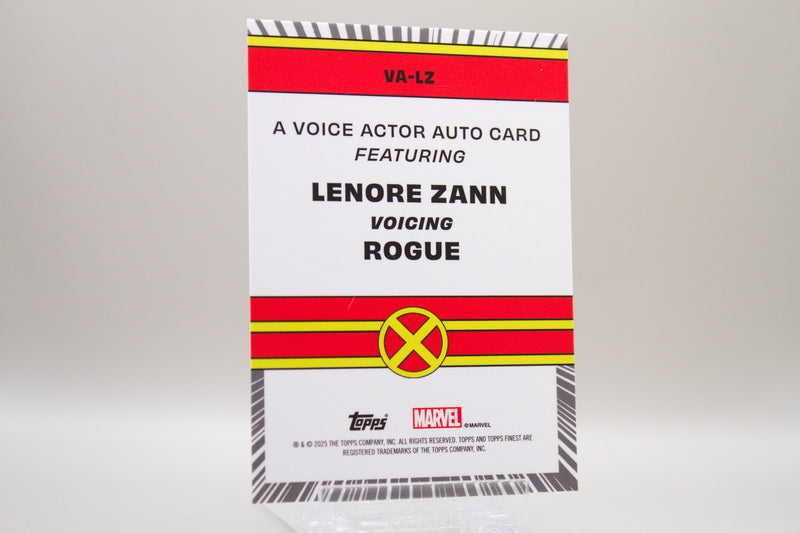 VA-LZ
A VOICE ACTOR AUTO CARD
FEATURING
LENORE ZANN
VOICING
ROGUE
topps® MARVEL © MARVEL
® & © 2025 THE TOPPS COMPANY, INC. ALL RIGHTS RESERVED. TOPPS AND TOPPS FINEST ARE
REGISTERED TRADEMARKS OF THE TOPPS COMPANY, INC.